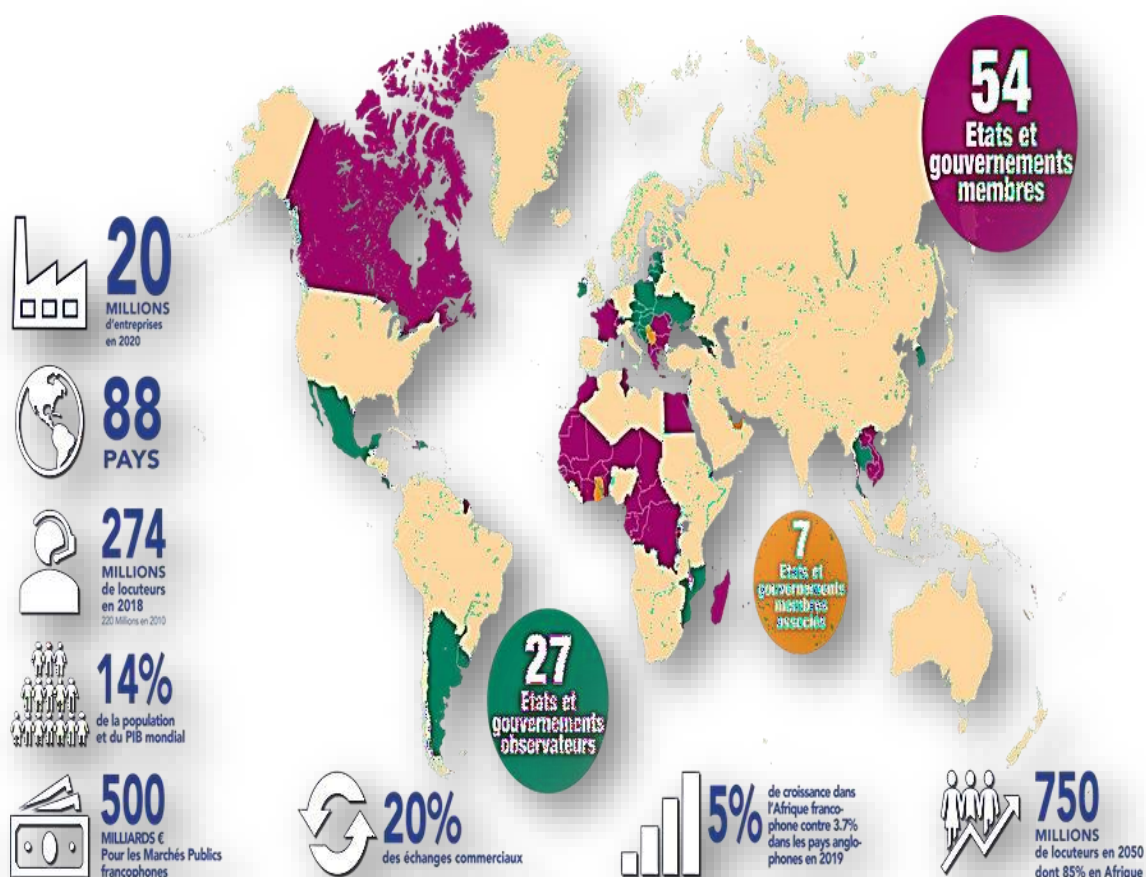 54
Etats et
gouvernements
membres
20
MILLIONS
d'entreprises
en 2020
88
PAYS
274
MILLIONS
de locuteurs
en 2018
220 Millions en 2010
7
Etats et
gouvernements
membres
associés
14%
de la population
et du PIB mondial
27
Etats et
gouvernements
observateurs
500
MILLIARDS €
Pour les Marchés Publics
francophones
20%
des échanges commerciaux
5%
de croissance dans
l'Afrique franco-
phone contre 3.7%
dans les pays anglo-
phones en 2019
750
MILLIONS
de locuteurs en 2050
dont 85% en Afrique